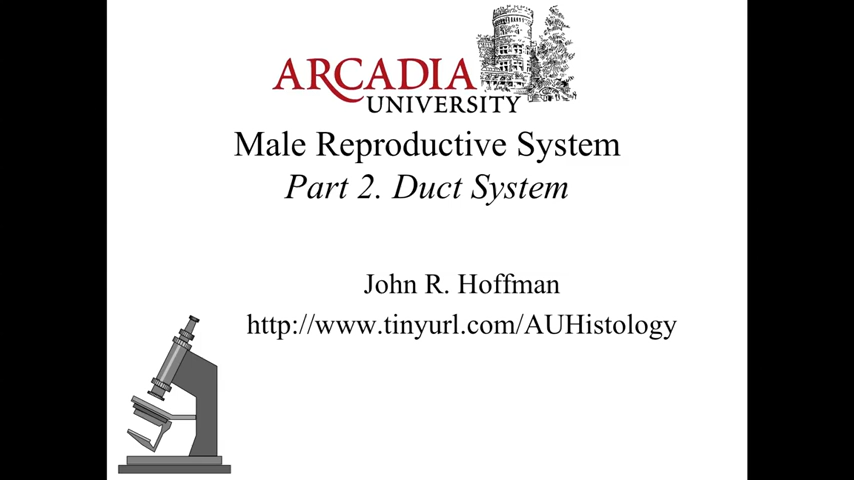 ARCADIA
UNIVERSITY
Male Reproductive System
Part 2. Duct System
John R. Hoffman
http://www.tinyurl.com/AUHistology